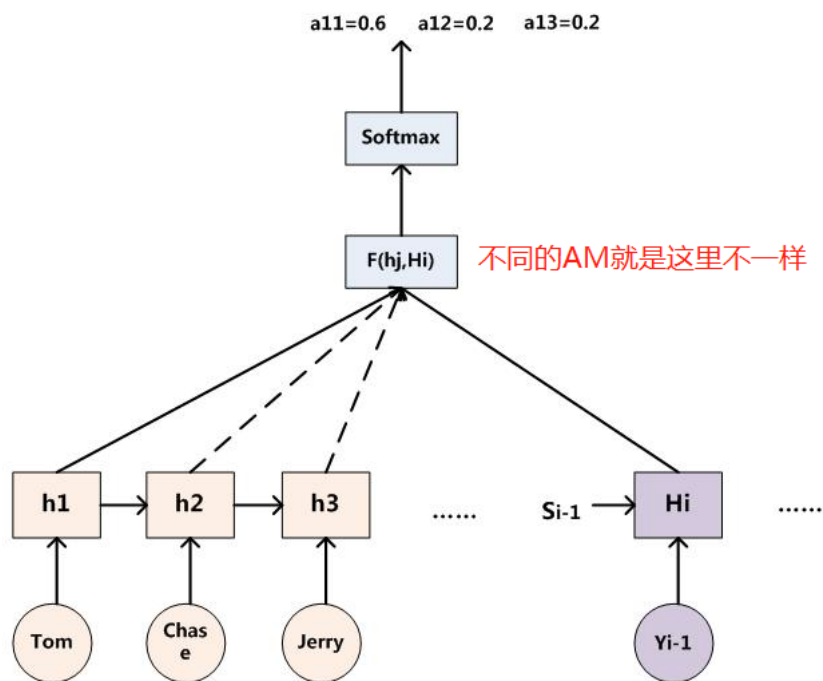 a11=0.6 a12=0.2 a13=0.2
Softmax
F(hj,Hi)
不同的AM就是这里不一样
h1 h2 h3 …… Si-1 Hi ……
Tom Chas
e Jerry Yi-1